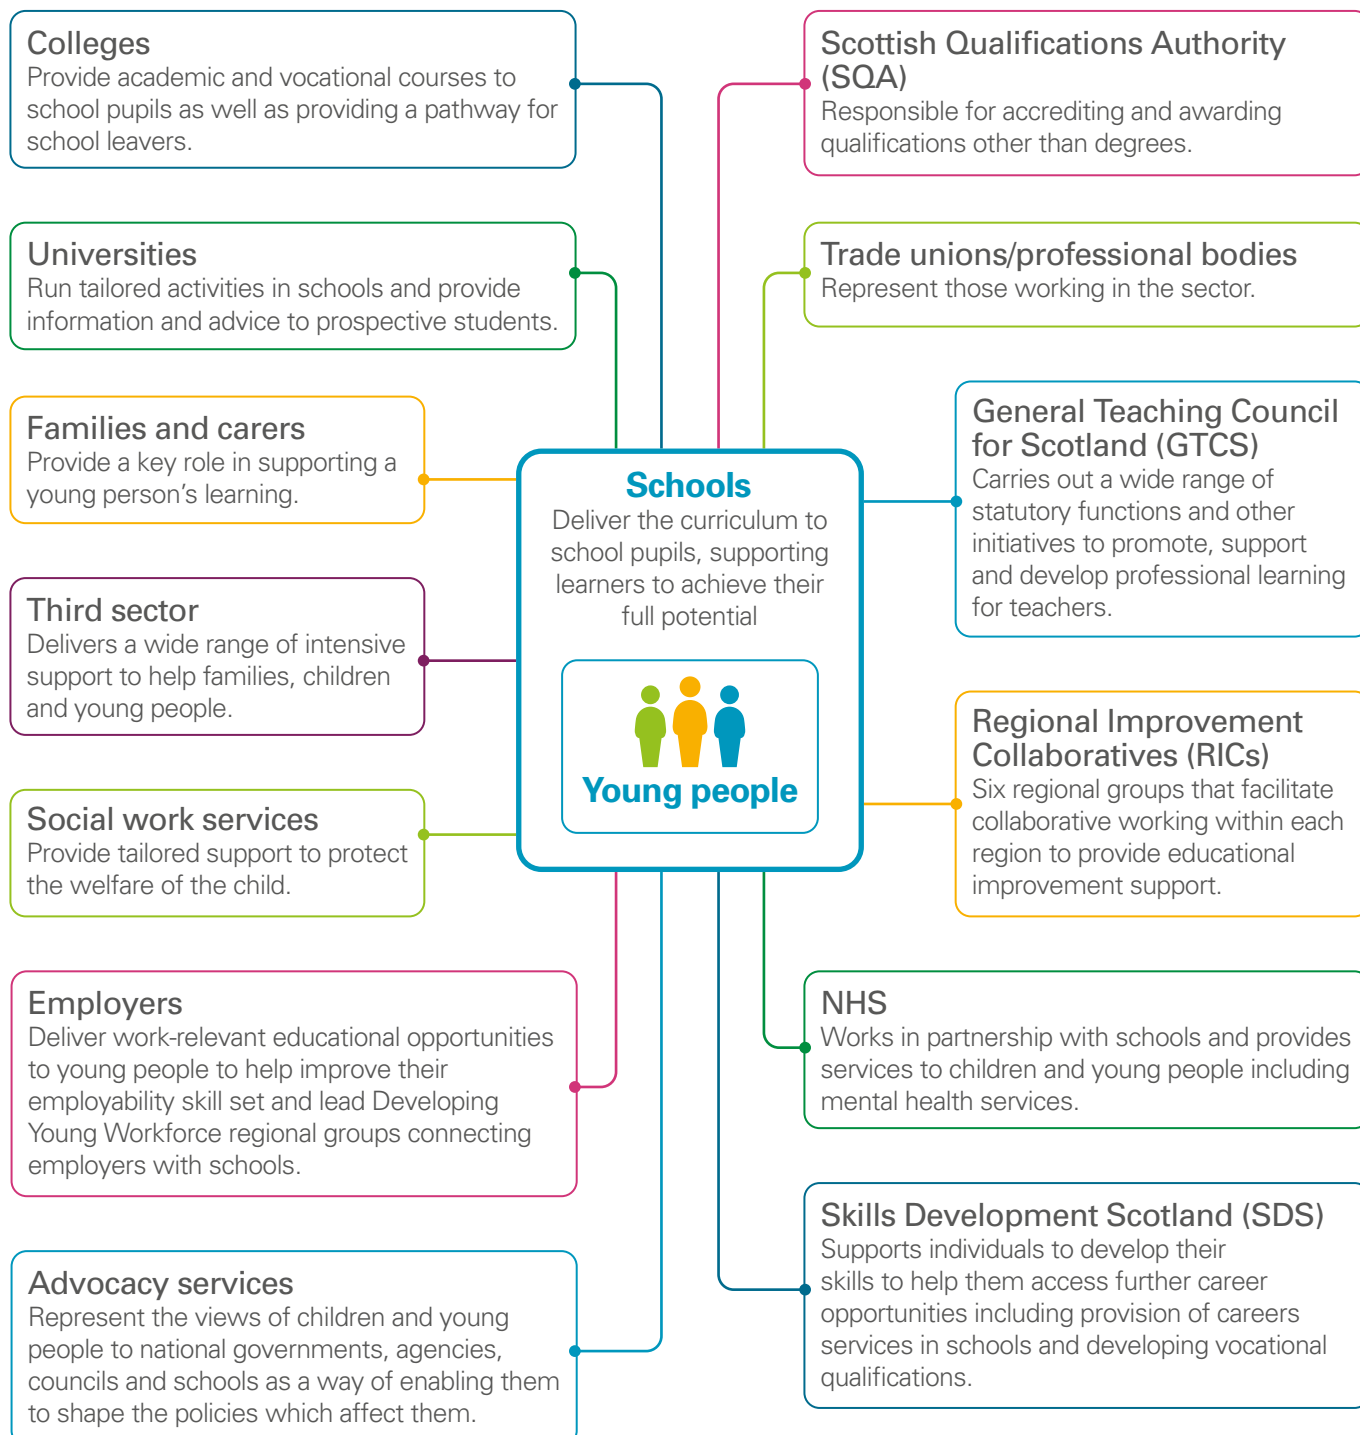 Colleges
Provide academic and vocational courses to
school pupils as well as providing a pathway for
school leavers.
Universities
Run tailored activities in schools and provide
information and advice to prospective students.
Families and carers
Provide a key role in supporting a
young person’s learning.
Third sector
Delivers a wide range of intensive
support to help families, children
and young people.
Social work services
Provide tailored support to protect
the welfare of the child.
Employers
Deliver work-relevant educational opportunities
to young people to help improve their
employability skill set and lead Developing
Young Workforce regional groups connecting
employers with schools.
Advocacy services
Represent the views of children and young
people to national governments, agencies,
councils and schools as a way of enabling them
to shape the policies which affect them.
Schools
Deliver the curriculum to
school pupils, supporting
learners to achieve their
full potential
Young people
Scottish Qualifications Authority
(SQA)
Responsible for accrediting and awarding
qualifications other than degrees.
Trade unions/professional bodies
Represent those working in the sector.
General Teaching Council
for Scotland (GTCS)
Carries out a wide range of
statutory functions and other
initiatives to promote, support
and develop professional learning
for teachers.
Regional Improvement
Collaboratives (RICs)
Six regional groups that facilitate
collaborative working within each
region to provide educational
improvement support.
NHS
Works in partnership with schools and provides
services to children and young people including
mental health services.
Skills Development Scotland (SDS)
Supports individuals to develop their
skills to help them access further career
opportunities including provision of careers
services in schools and developing vocational
qualifications.